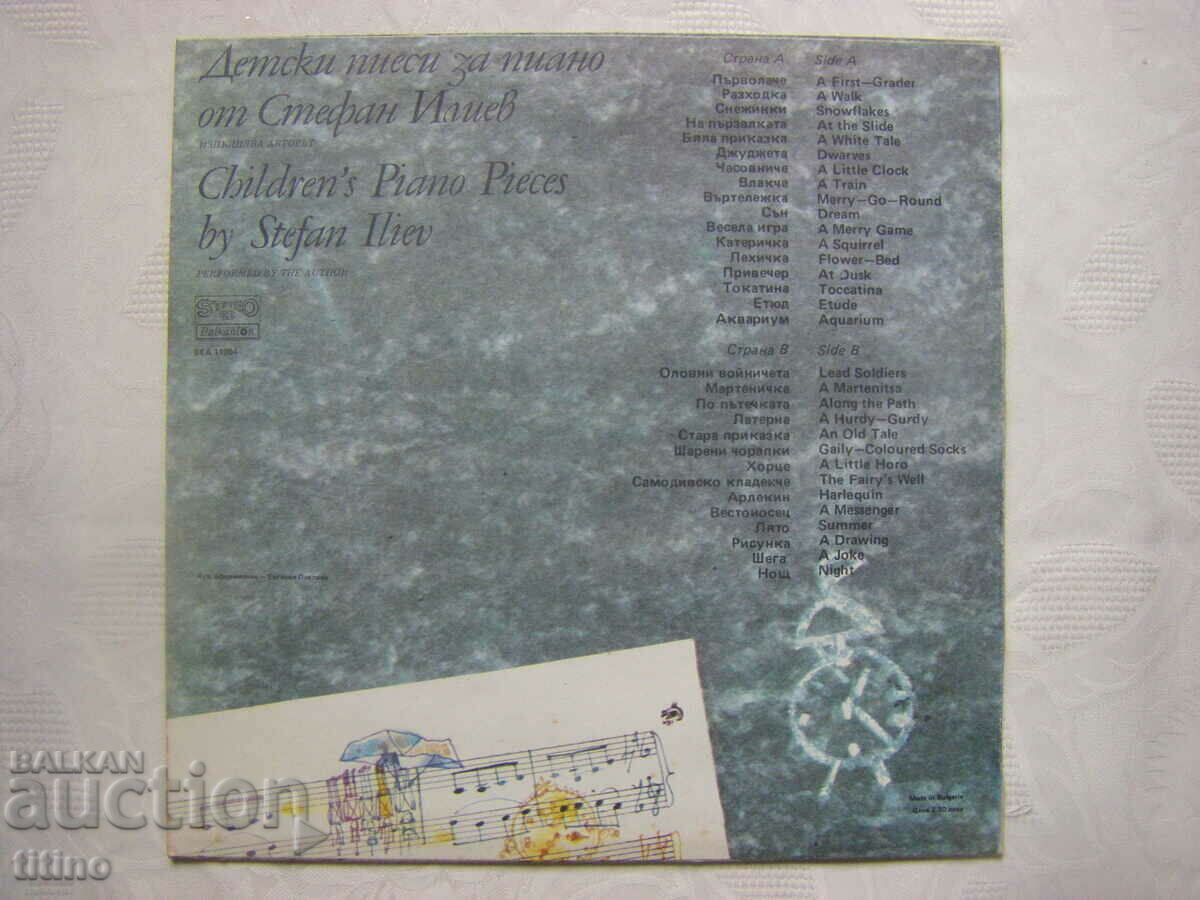 Детски пиеси за пиано
от Стефан Илиев
ИЗПЪЛНЯВА АВТОРЪТ
Children's Piano Pieces
by Stefan Iliev
PERFORMED BY THE AUTHOR
STEREO
Balkanton
Страна А Side A
Първолаче A First—Grader
Разходка A Walk
Снежинки Snowflakes
На пързалката At the Slide
Бяла приказка A White Tale
Джуджета Dwarves
Часовниче A Little Clock
Влакче A Train
Въртележка Merry—Go—Round
Сън Dream
Весела игра A Merry Game
Катеричка A Squirrel
Лехичка Flower—Bed
Привечер At Dusk
Токатина Toccatina
Етюд Etude
Аквариум Aquarium
Страна B Side B
Оловни войничета Lead Soldiers
Мартеничка A Martenitsa
По пътечката Along the Path
Латерна A Hurdy—Gurdy
Стара приказка An Old Tale
Шарени чорапки Gaily—Coloured Socks
Хорце A Little Horo
Самодивско кладенче The Fairy's Well
Арлекин Harlequin
Вестоносец A Messenger
Лято Summer
Рисунка A Drawing
Шега A Joke
Нощ Night
Made in Bulgaria
Цена 2,50 лева
BALKAN
auction
titino